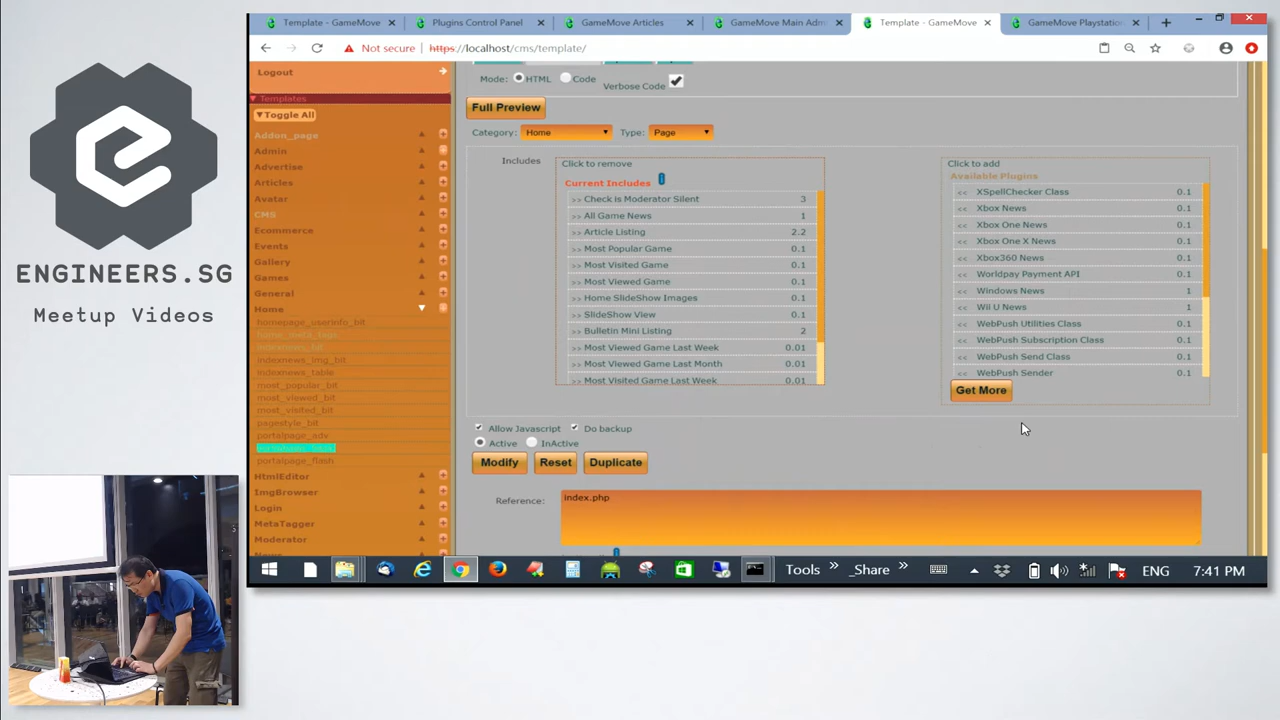 Template - GameMove
Plugins Control Panel
GameMove Articles
GameMove Main Adm
Template - GameMove
GameMove Playstatio
Not secure
https://localhost/cms/template/
Logout
Templates
▼Toggle All
Addon_page
Admin
Advertise
Articles
Avatar
CMS
Ecommerce
Events
Gallery
Games
General
Home
homepage_userinfo_bit
home_meta_tags
indexnews_bit
indexnews_img_bit
indexnews_table
most_popular_bit
most_viewed_bit
most_visited_bit
pagestyle_bit
portalpage_adv
portalpage_flash
HtmlEditor
ImgBrowser
Login
MetaTagger
Moderator
Mode: HTML Code
Verbose Code
Full Preview
Category: Home Type: Page
Includes
Click to remove
Current Includes
>> Check is Moderator Silent 3
>> All Game News 1
>> Article Listing 2.2
>> Most Popular Game 0.1
>> Most Visited Game 0.1
>> Most Viewed Game 0.1
>> Home SlideShow Images 0.1
>> SlideShow View 0.1
>> Bulletin Mini Listing 2
>> Most Viewed Game Last Week 0.01
>> Most Viewed Game Last Month 0.01
>> Most Visited Game Last Week 0.01
Click to add
Available Plugins
<< XSpellChecker Class 0.1
<< Xbox News 0.1
<< Xbox One News 0.1
<< Xbox One X News 0.1
<< Xbox360 News 0.1
<< Worldpay Payment API 0.1
<< Windows News 1
<< Wii U News 1
<< WebPush Utilities Class 0.1
<< WebPush Subscription Class 0.1
<< WebPush Send Class 0.1
<< WebPush Sender 0.1
Get More
Allow Javascript Do backup
Active InActive
Modify Reset Duplicate
Reference:
index.php
Tools » _Share »
ENG
7:41 PM
ENGINEERS.SG
Meetup Videos